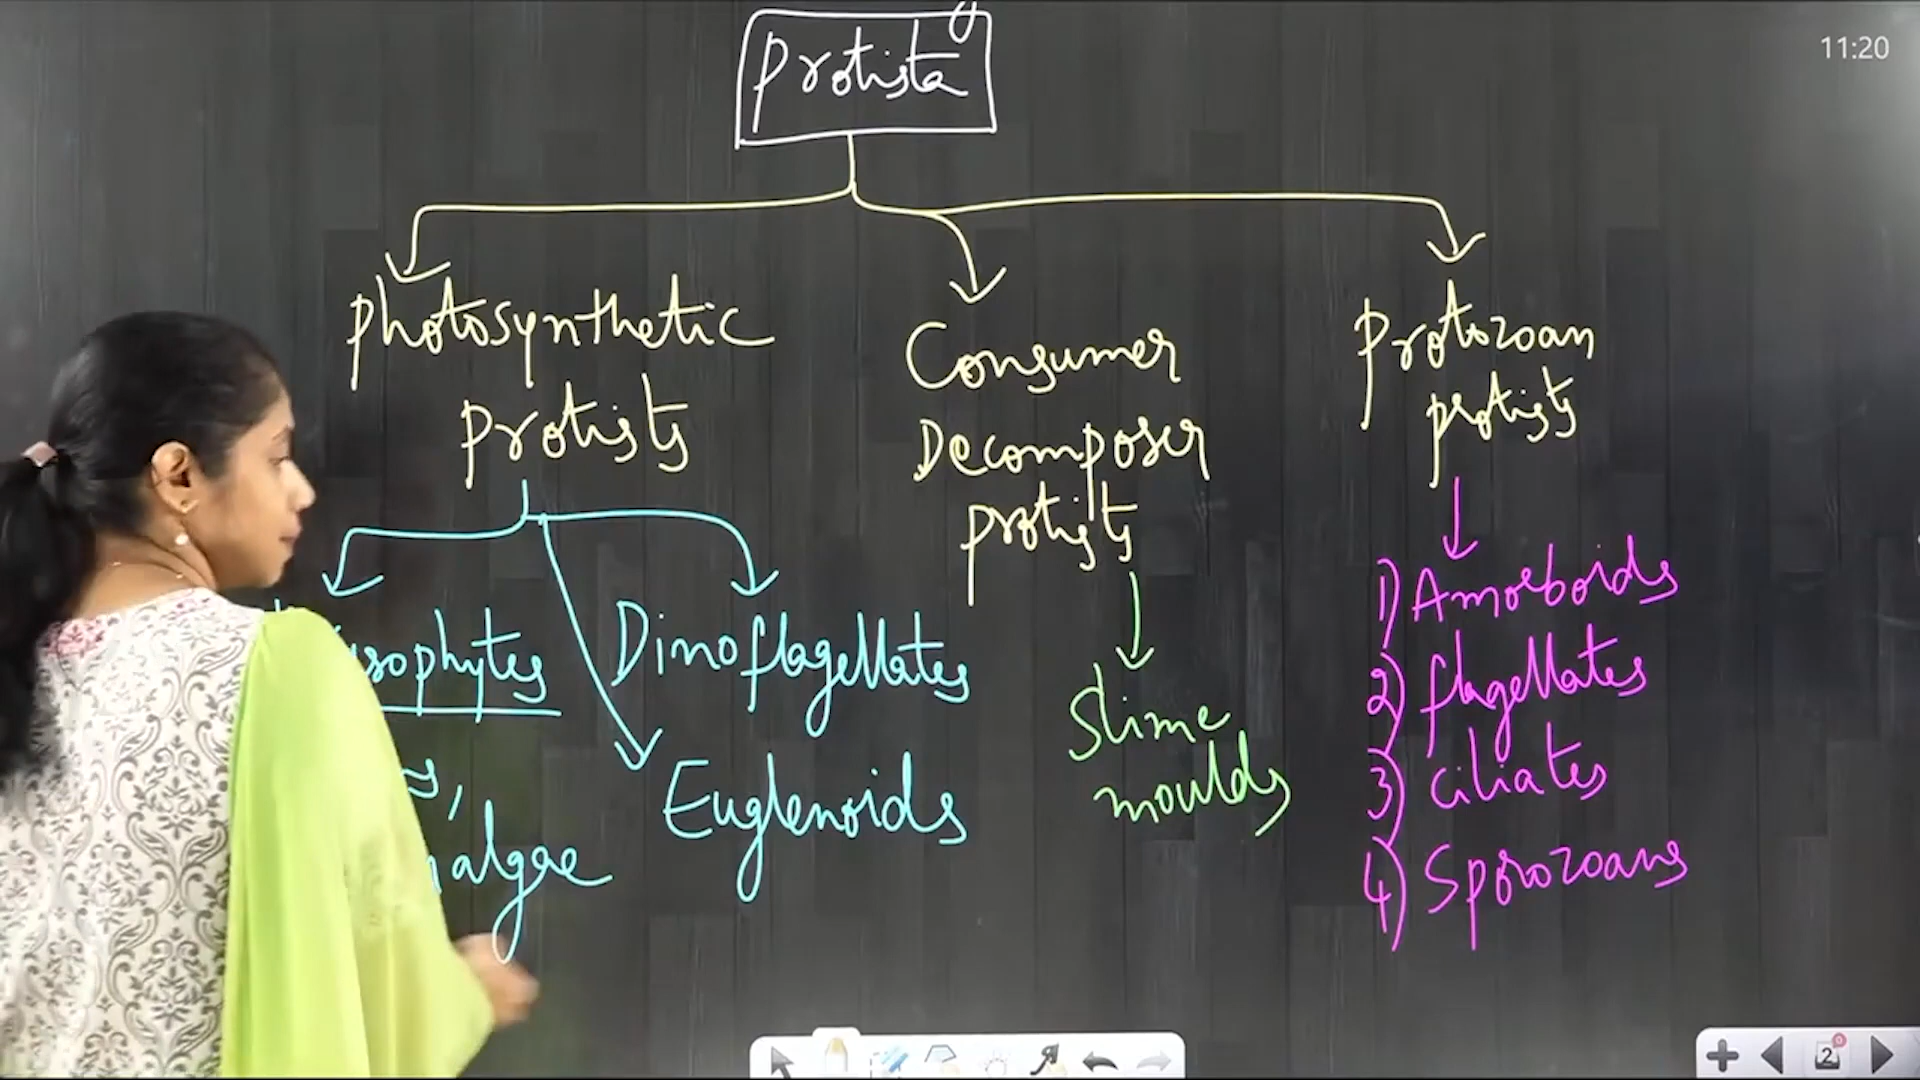 11:20
Protista
Photosynthetic
Protists
Consumer
Decomposer
protists
Protozoan
protists
Dinoflagellates
Euglenoids
algae
Slime
moulds
1) Amoeboids
2) flagellates
3) Ciliates
4) Sporozoans
2